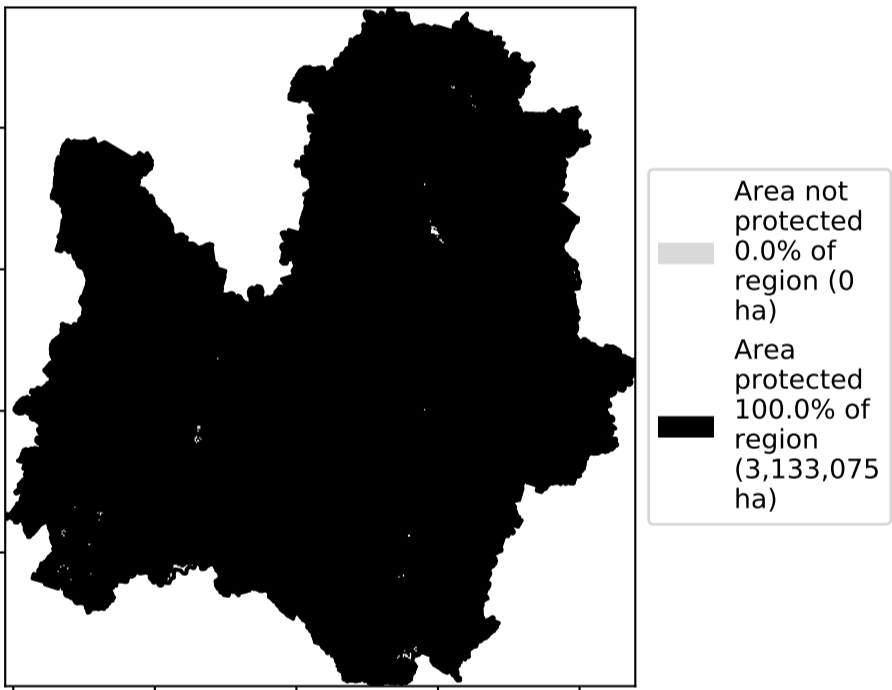 Area not
protected
0.0% of
region (0
ha)
Area
protected
100.0% of
region
(3,133,075
ha)